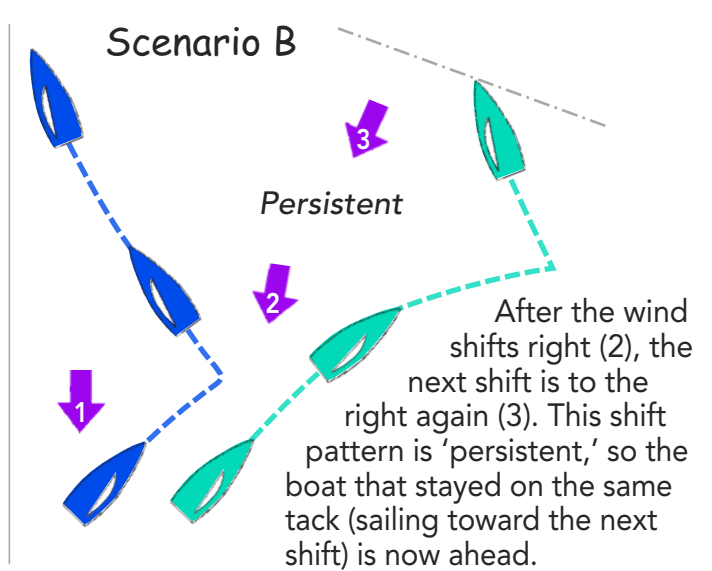 Scenario B
3
Persistent
2
1
After the wind
shifts right (2), the
next shift is to the
right again (3). This shift
pattern is ‘persistent,’ so the
boat that stayed on the same
tack (sailing toward the next
shift) is now ahead.